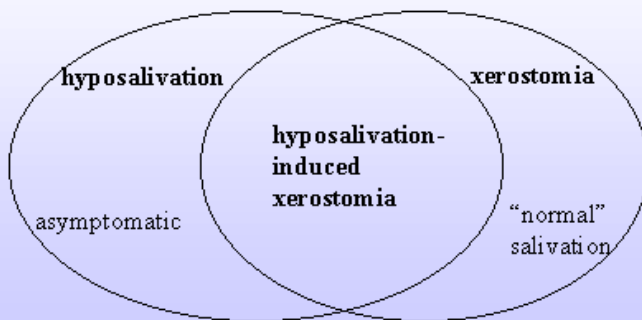 hyposalivation
xerostomia
hyposalivation-
induced
xerostomia
asymptomatic
“normal”
salivation